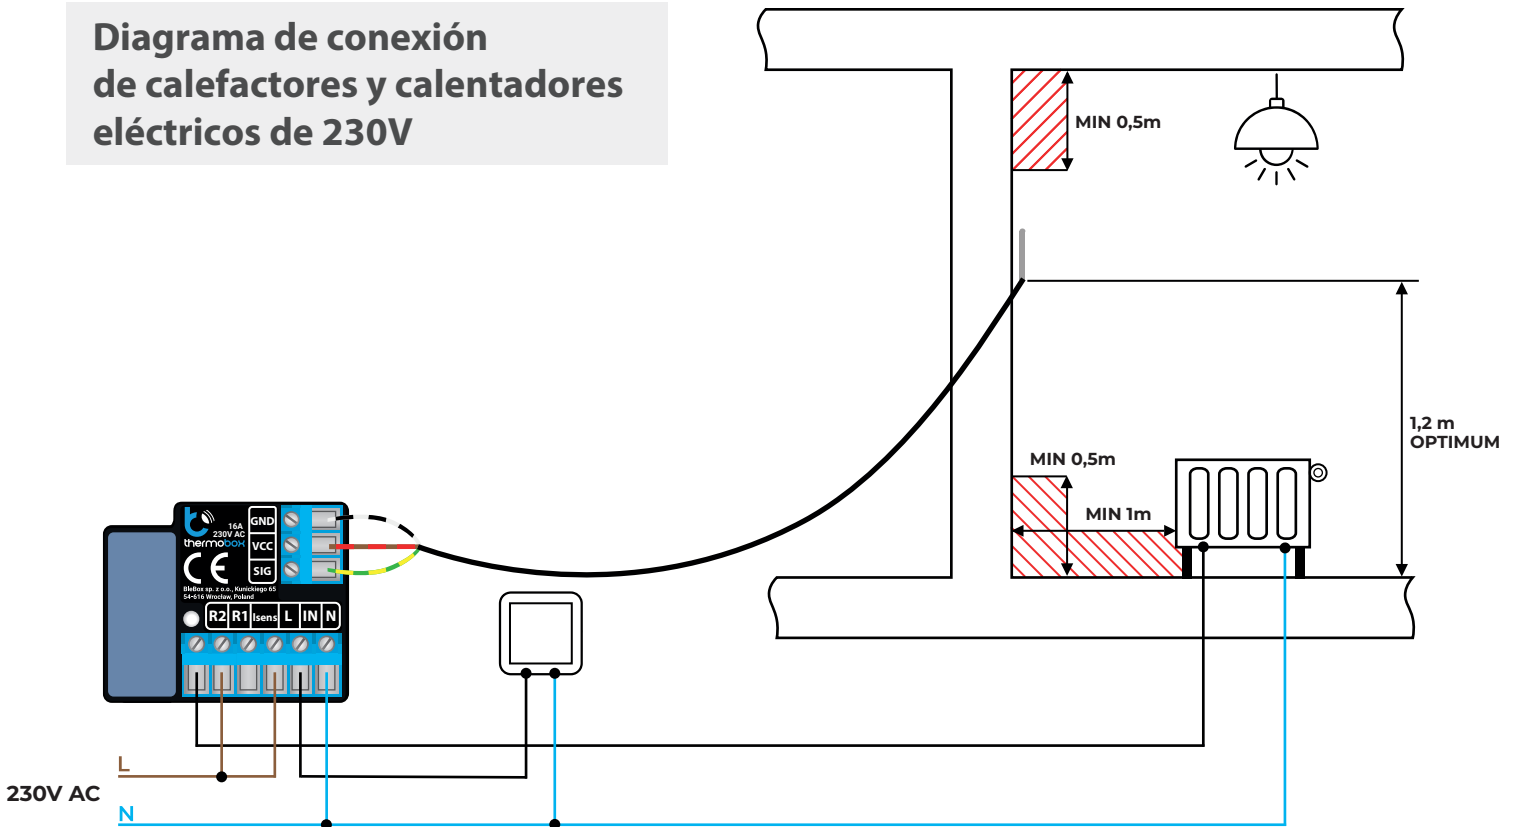 Diagrama de conexión
de calefactores y calentadores
eléctricos de 230V
MIN 0,5m
1,2 m
OPTIMUM
MIN 0,5m
MIN 1m
16A
230V AC
thermobox
CE
GND
VCC
SIG
BleBox sp. z o.o., Kunickiego 65
54-616 Wrocław, Poland
R2 R1 Isens L IN N
L
230V AC
N